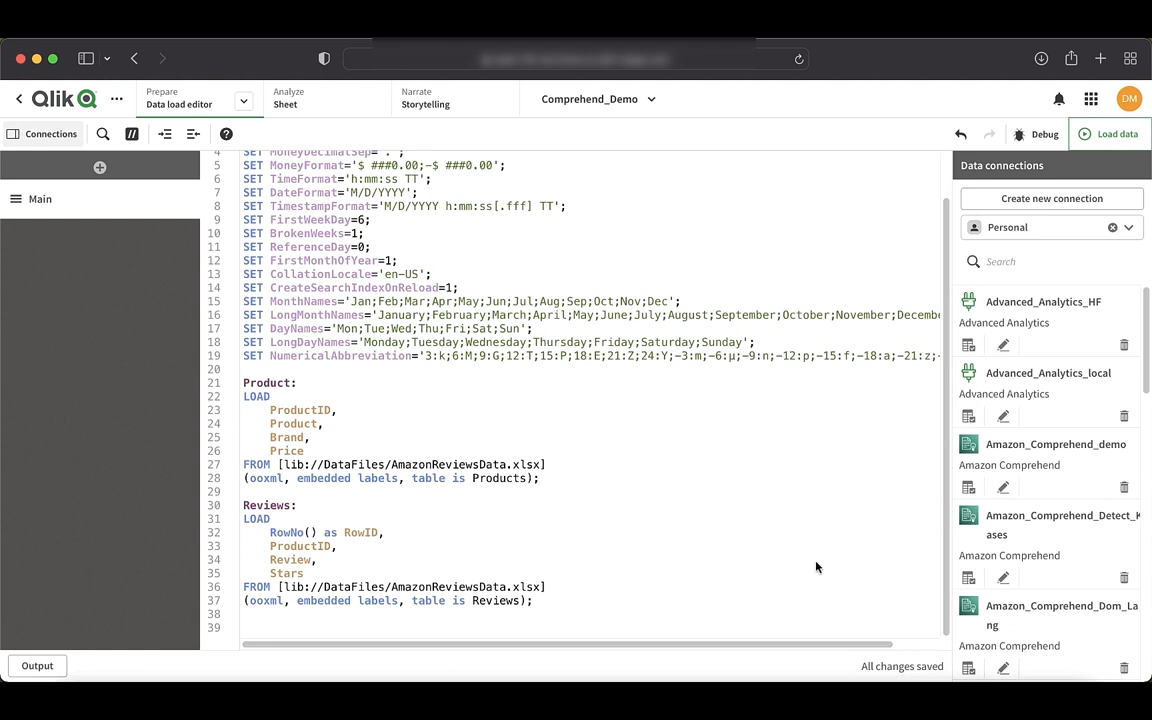 Qlik
Prepare
Data load editor
Analyze
Sheet
Narrate
Storytelling
Comprehend_Demo
DM
Connections
Debug
Load data
Main
4 SET MoneyDecimalSep='.';
5 SET MoneyFormat='$ ###0.00;-$ ###0.00';
6 SET TimeFormat='h:mm:ss TT';
7 SET DateFormat='M/D/YYYY';
8 SET TimestampFormat='M/D/YYYY h:mm:ss[.fff] TT';
9 SET FirstWeekDay=6;
10 SET BrokenWeeks=1;
11 SET ReferenceDay=0;
12 SET FirstMonthOfYear=1;
13 SET CollationLocale='en-US';
14 SET CreateSearchIndexOnReload=1;
15 SET MonthNames='Jan;Feb;Mar;Apr;May;Jun;Jul;Aug;Sep;Oct;Nov;Dec';
16 SET LongMonthNames='January;February;March;April;May;June;July;August;September;October;November;Decembe
17 SET DayNames='Mon;Tue;Wed;Thu;Fri;Sat;Sun';
18 SET LongDayNames='Monday;Tuesday;Wednesday;Thursday;Friday;Saturday;Sunday';
19 SET NumericalAbbreviation='3:k;6:M;9:G;12:T;15:P;18:E;21:Z;24:Y;-3:m;-6:μ;-9:n;-12:p;-15:f;-18:a;-21:z;-
20
21 Product:
22 LOAD
23 ProductID,
24 Product,
25 Brand,
26 Price
27 FROM [lib://DataFiles/AmazonReviewsData.xlsx]
28 (ooxml, embedded labels, table is Products);
29
30 Reviews:
31 LOAD
32 RowNo() as RowID,
33 ProductID,
34 Review,
35 Stars
36 FROM [lib://DataFiles/AmazonReviewsData.xlsx]
37 (ooxml, embedded labels, table is Reviews);
38
39
Data connections
Create new connection
Personal
Search
Advanced_Analytics_HF
Advanced Analytics
Advanced_Analytics_local
Advanced Analytics
Amazon_Comprehend_demo
Amazon Comprehend
Amazon_Comprehend_Detect_K
ases
Amazon Comprehend
Amazon_Comprehend_Dom_La
ng
Amazon Comprehend
Output
All changes saved